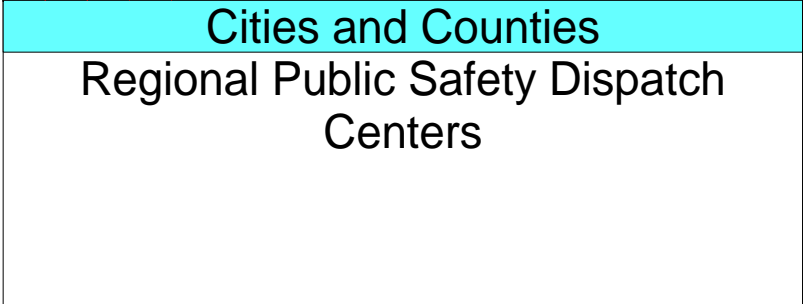 Cities and Counties
Regional Public Safety Dispatch
Centers